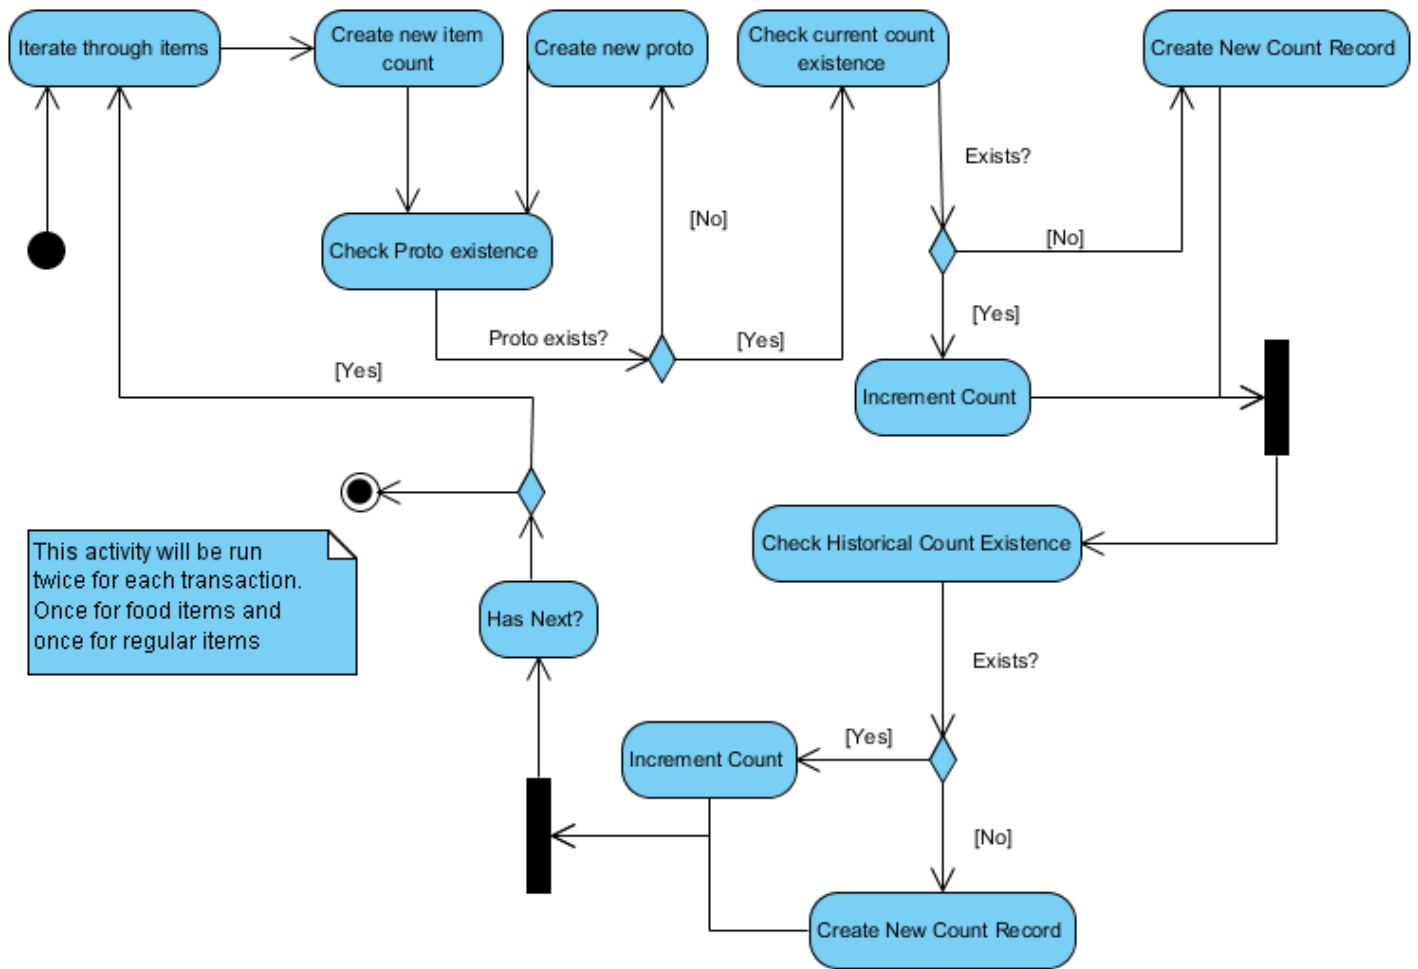 Iterate through items
Create new item
count
Create new proto
Check current count
existence
Create New Count Record
Exists?
[No]
[No]
Check Proto existence
[Yes]
Proto exists?
[Yes]
[Yes]
Increment Count
This activity will be run
twice for each transaction.
Once for food items and
once for regular items
Check Historical Count Existence
Has Next?
Exists?
[Yes]
Increment Count
[No]
Create New Count Record